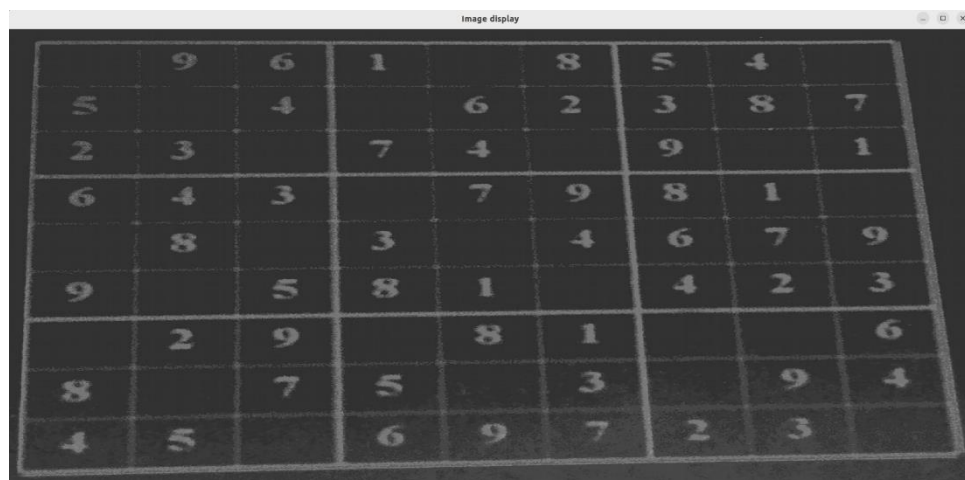 Image display
9 6 1 8 5 4
5 4 6 2 3 8 7
2 3 7 4 9 1
6 4 3 7 9 8 1
8 3 4 6 7 9
9 5 8 1 4 2 3
2 9 8 1 6
8 7 5 3 9 4
4 5 6 9 7 2 3